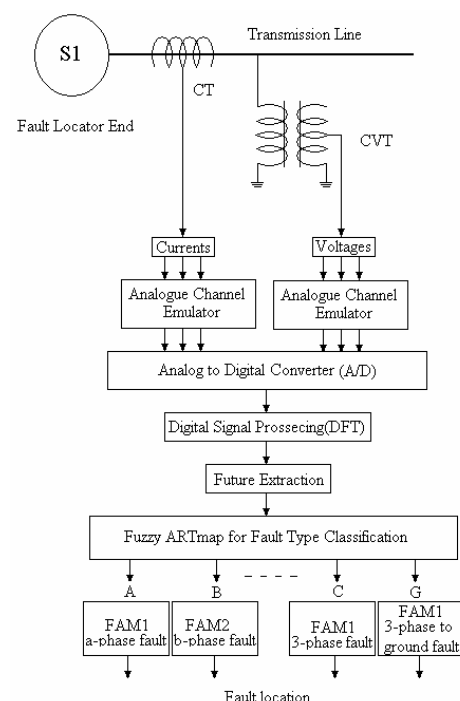 Transmission Line
S1
CT
Fault Locator End
CVT
Currents
Voltages
Analogue Channel
Emulator
Analogue Channel
Emulator
Analog to Digital Converter (A/D)
Digital Signal Prossecing(DFT)
Future Extraction
Fuzzy ARTmap for Fault Type Classification
A
B
C
G
FAM1
a-phase fault
FAM2
b-phase fault
FAM1
3-phase fault
FAM1
3-phase to
ground fault
Fault location